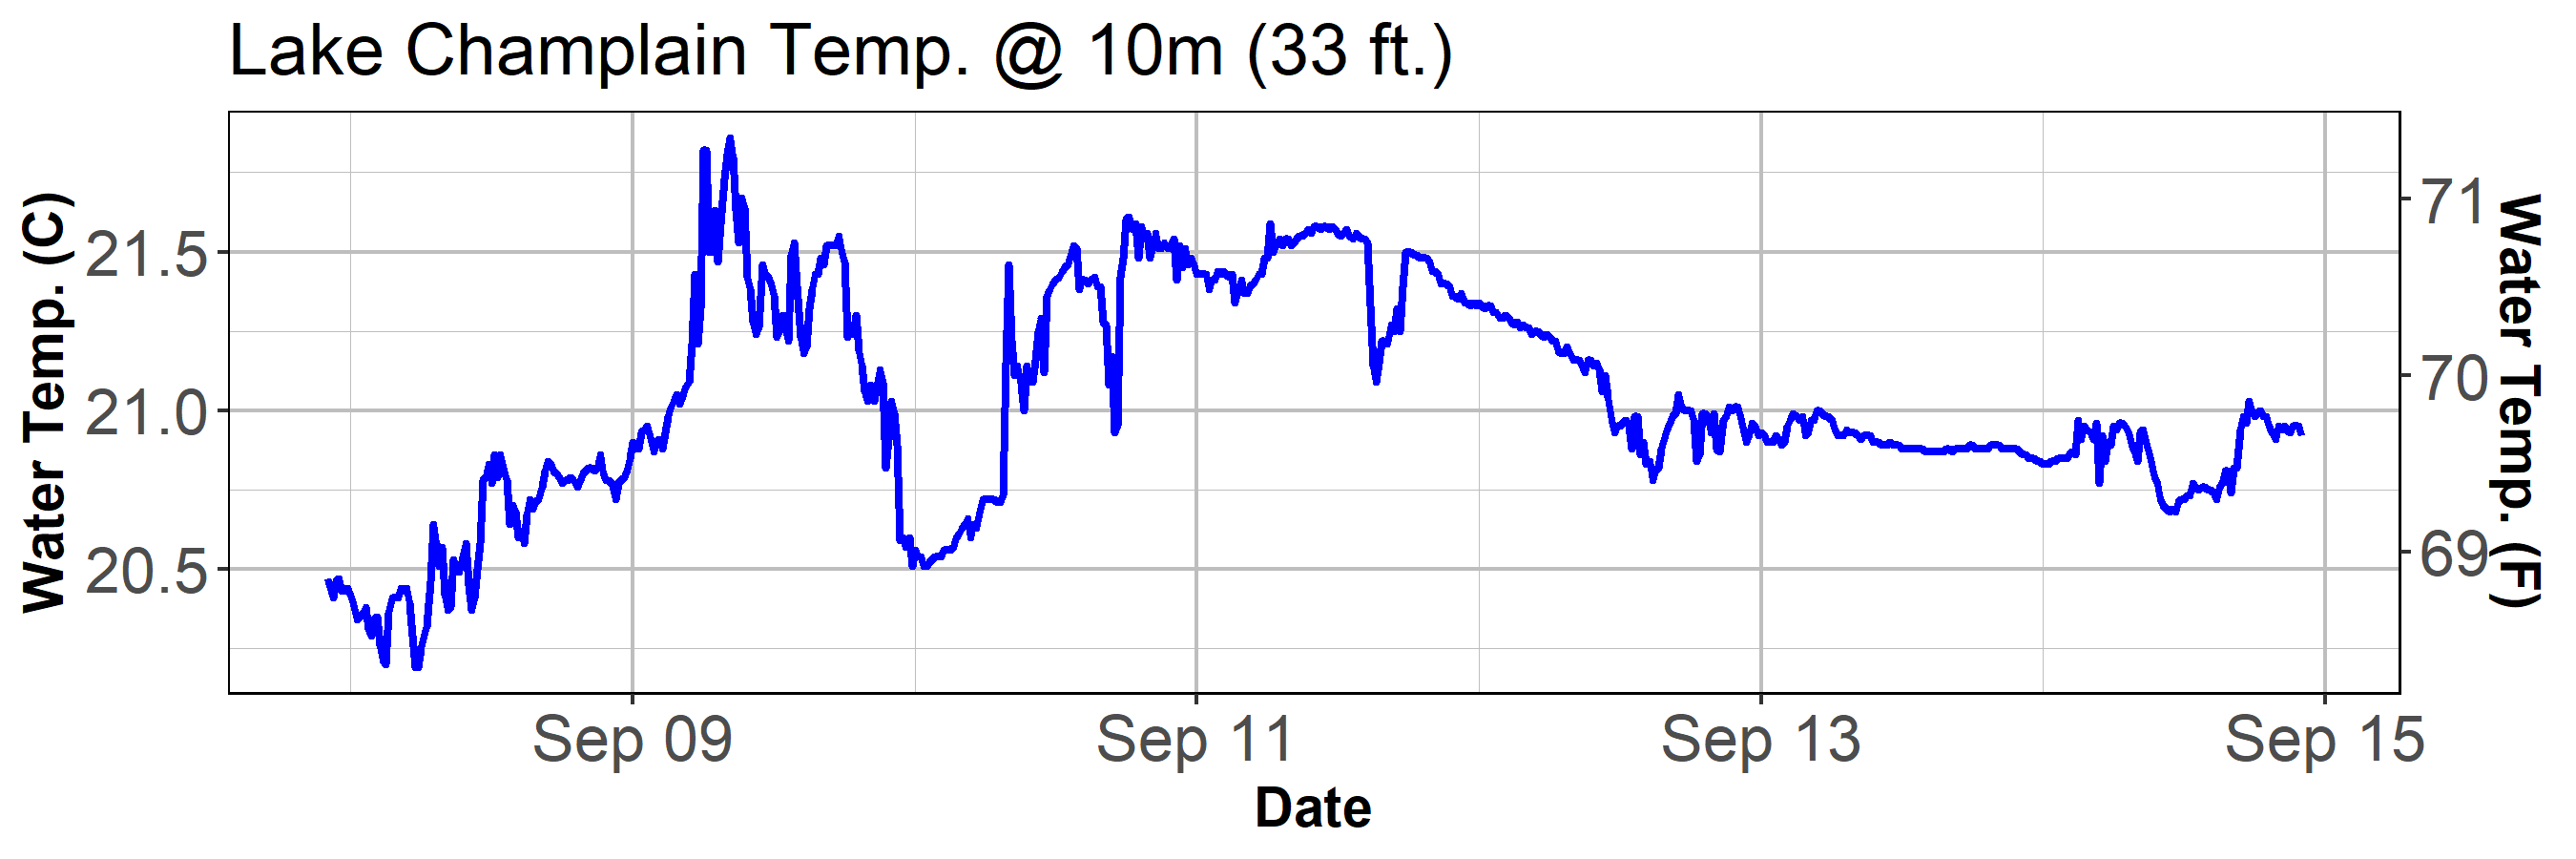 Lake Champlain Temp. @ 10m (33 ft.)
Water Temp. (C)
21.5
21.0
20.5
71
70
69
Water Temp. (F)
Sep 09
Sep 11
Sep 13
Sep 15
Date